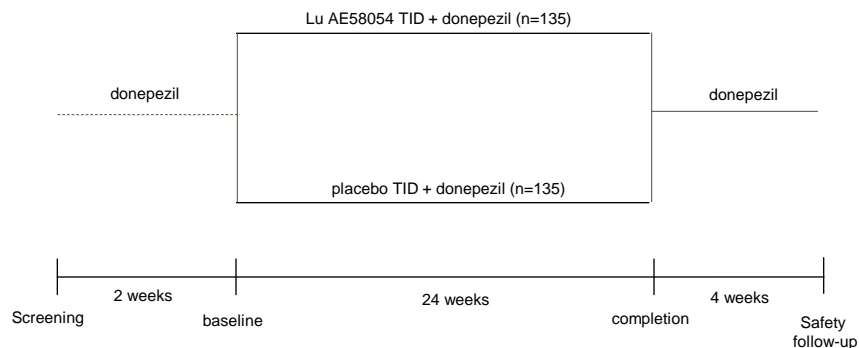 Lu AE58054 TID + donepezil (n=135)
donepezil
donepezil
placebo TID + donepezil (n=135)
2 weeks
24 weeks
4 weeks
Screening
baseline
completion
Safety
follow-up